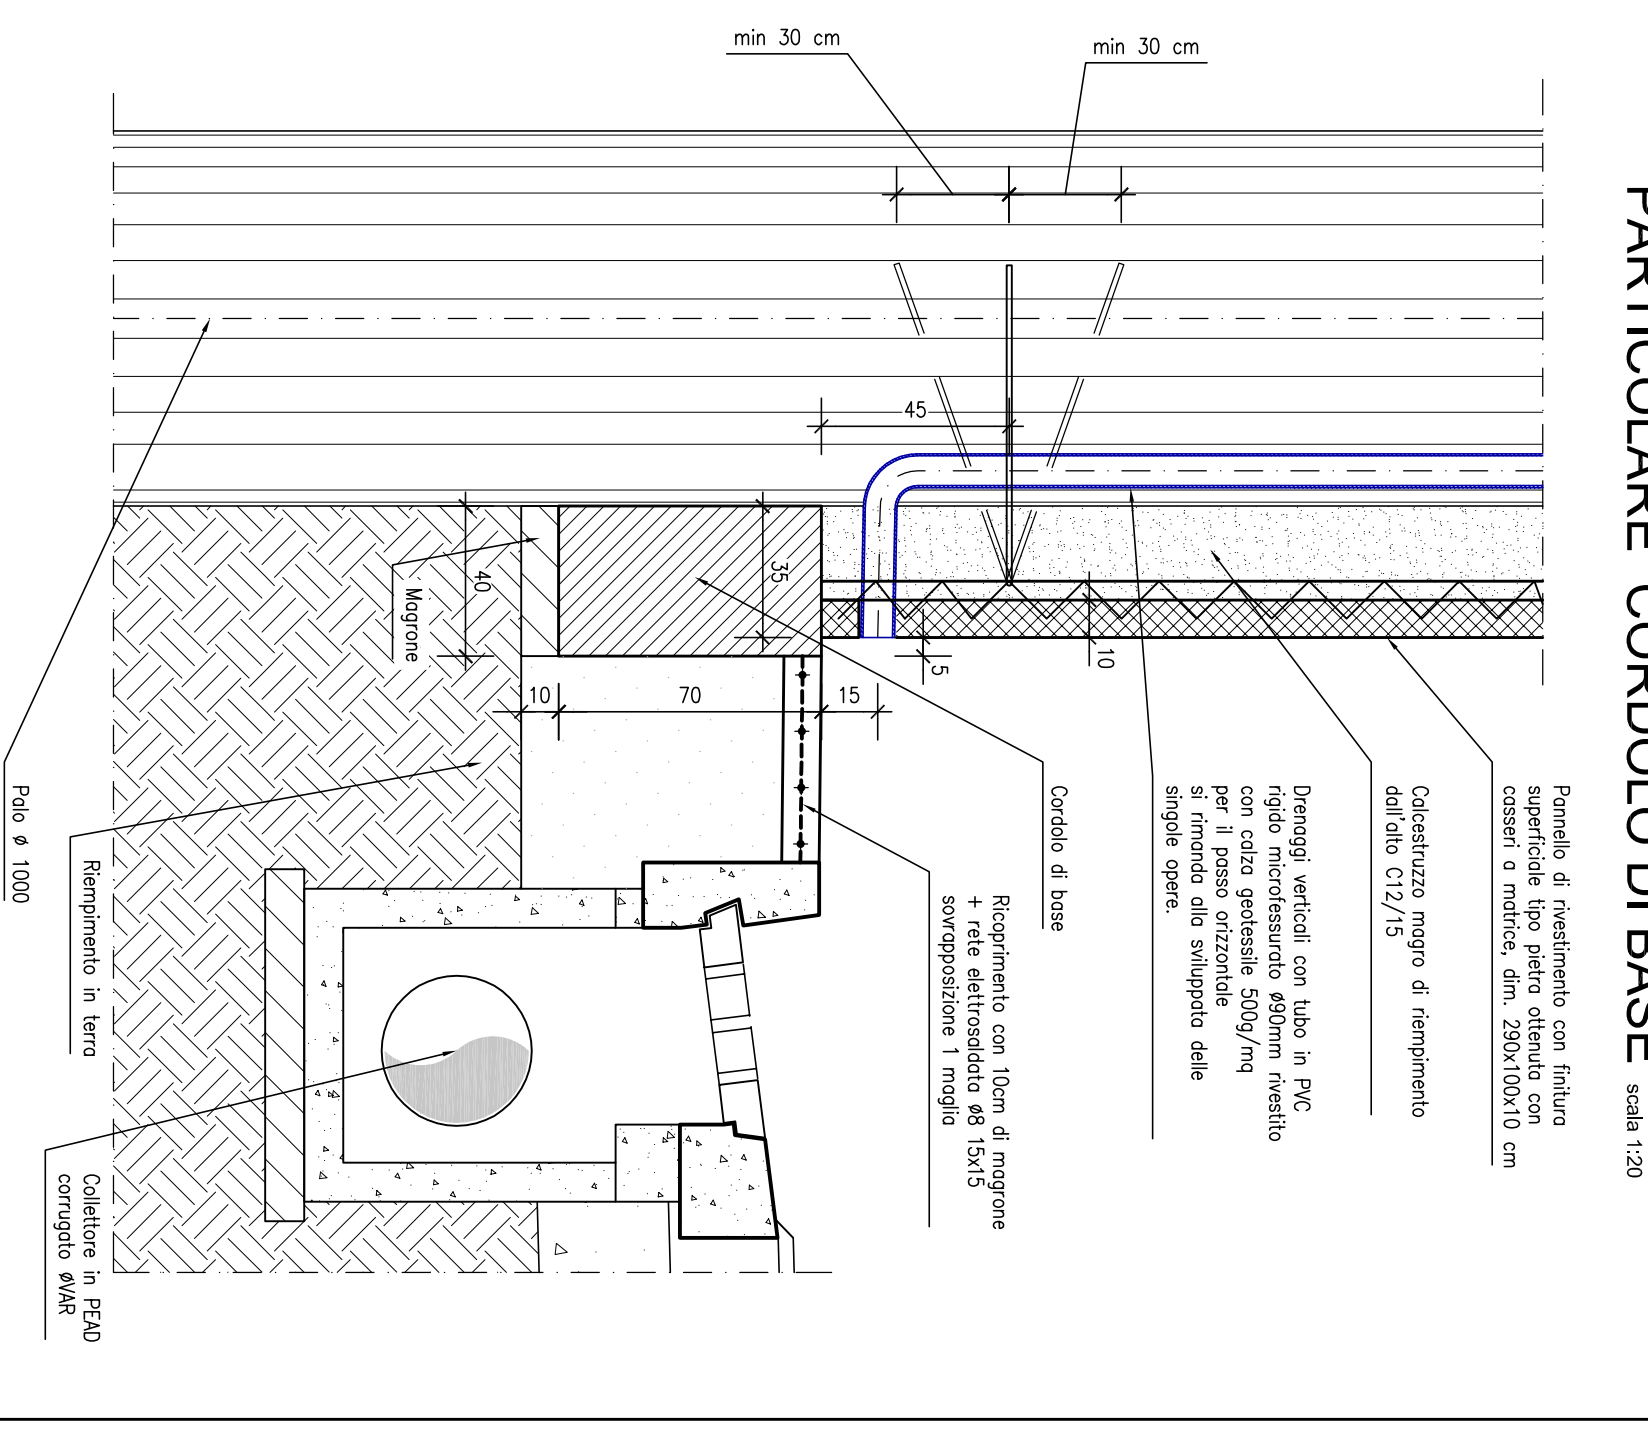 PARTICOLARE CORDOLO DI BASE scala 1:20
Pannello di rivestimento con finitura
superficiale tipo pietra ottenuta con
casseri a matrice, dim. 290x100x10 cm
Calcestruzzo magro di riempimento
dall'alto C12/15
Drenaggi verticali con tubo in PVC
rigido microfessurato ø90mm rivestito
con calza geotessile 500g/mq
per il passo orizzontale
si rimanda alla sviluppata delle
singole opere.
Cordolo di base
Ricoprimento con 10cm di magrone
+ rete elettrosaldata ø8 15x15
sovrapposizione 1 maglia
min 30 cm
min 30 cm
45
35
40
10
5
10
70
15
Magrone
Riempimento in terra
Collettore in PEAD
corrugato øVAR
Palo ø 1000